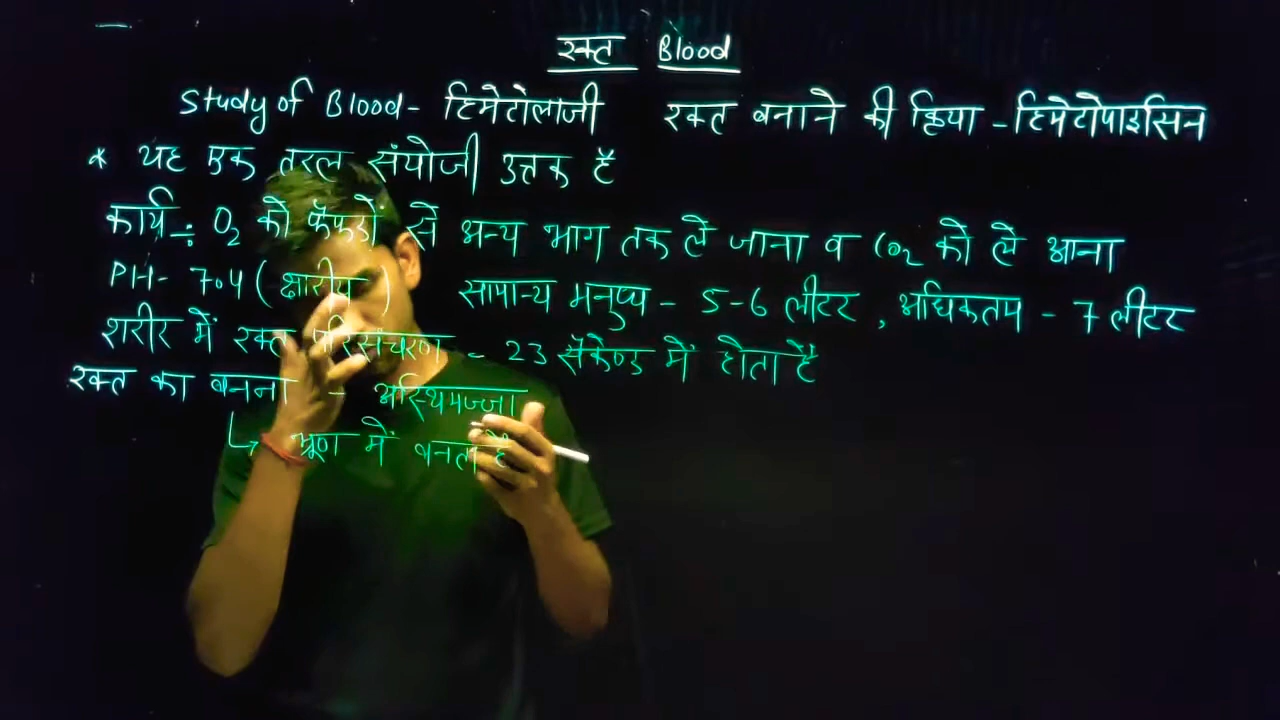 रक्त Blood
Study of Blood- हिमेटोलाजी रक्त बनाने की क्रिया - हिमेटोपाइसिन
* यह एक तरल संयोजी उत्तक है
कार्य-: O₂ को फेंफड़ों से अन्य भाग तक ले जाना व CO₂ को ले आना
PH- 7.4 ( क्षारीय ) सामान्य मनुष्य - 5-6 लीटर , अधिकतम - 7 लीटर
शरीर में रक्त परिसंचरण - 23 सेंकेण्ड में होता है
रक्त का बनना - अस्थिमज्जा
↳ भ्रूण में बनता है